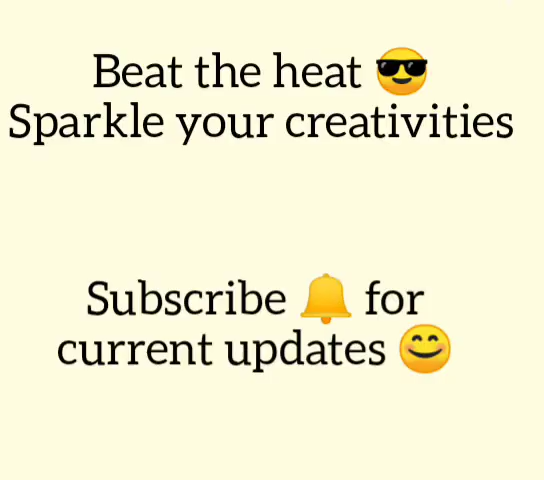 Beat the heat 😎
Sparkle your creativities
Subscribe 🔔 for
current updates 😊